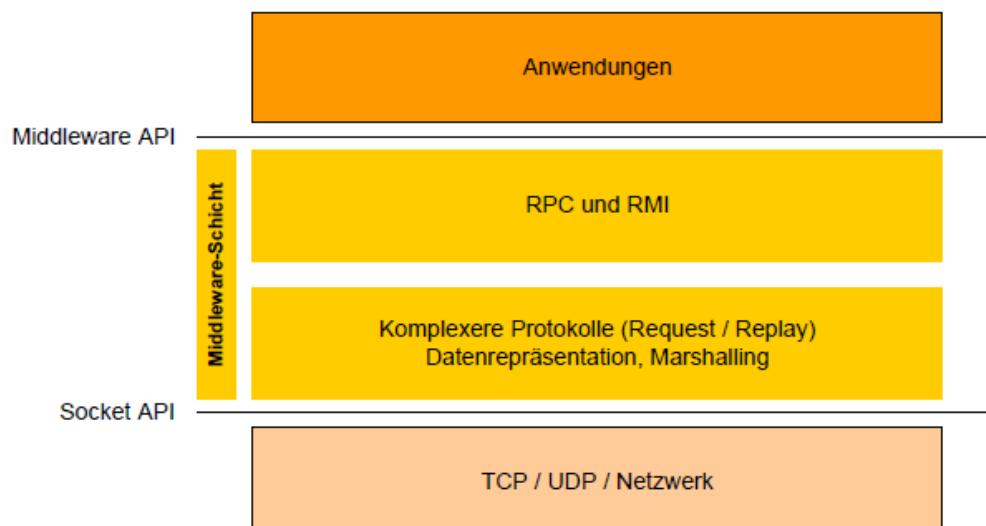 Anwendungen
Middleware API
Middleware-Schicht
RPC und RMI
Komplexere Protokolle (Request / Replay)
Datenrepräsentation, Marshalling
Socket API
TCP / UDP / Netzwerk